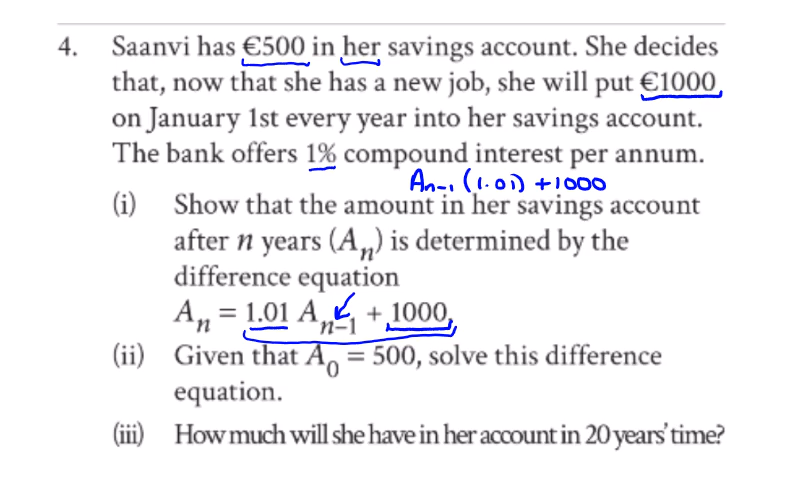 4. Saanvi has €500 in her savings account. She decides
that, now that she has a new job, she will put €1000
on January 1st every year into her savings account.
The bank offers 1% compound interest per annum.
Aₙ₋₁ (1.01) + 1000
(i) Show that the amount in her savings account
after n years (Aₙ) is determined by the
difference equation
Aₙ = 1.01 Aₙ₋₁ + 1000,
(ii) Given that A₀ = 500, solve this difference
equation.
(iii) How much will she have in her account in 20 years' time?